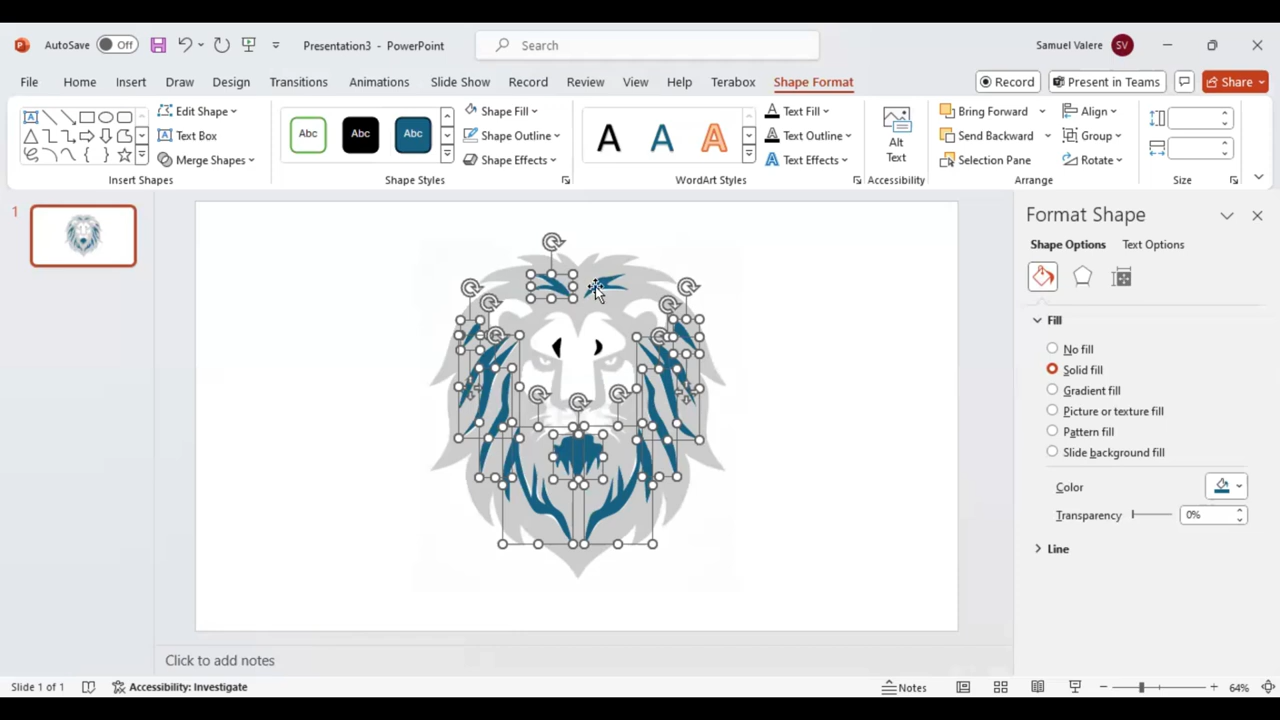 AutoSave Off Presentation3 - PowerPoint Search Samuel Valere SV
File Home Insert Draw Design Transitions Animations Slide Show Record Review View Help Terabox Shape Format Record Present in Teams Share
Edit Shape
Text Box
Merge Shapes
Insert Shapes
Abc Abc Abc
Shape Fill
Shape Outline
Shape Effects
Shape Styles
A A A
Text Fill
Text Outline
Text Effects
WordArt Styles
Alt
Text
Accessibility
Bring Forward
Send Backward
Selection Pane
Align
Group
Rotate
Arrange
Size
1
Format Shape
Shape Options Text Options
Fill
No fill
Solid fill
Gradient fill
Picture or texture fill
Pattern fill
Slide background fill
Color
Transparency 0%
Line
Click to add notes
Slide 1 of 1 Accessibility: Investigate Notes 64%